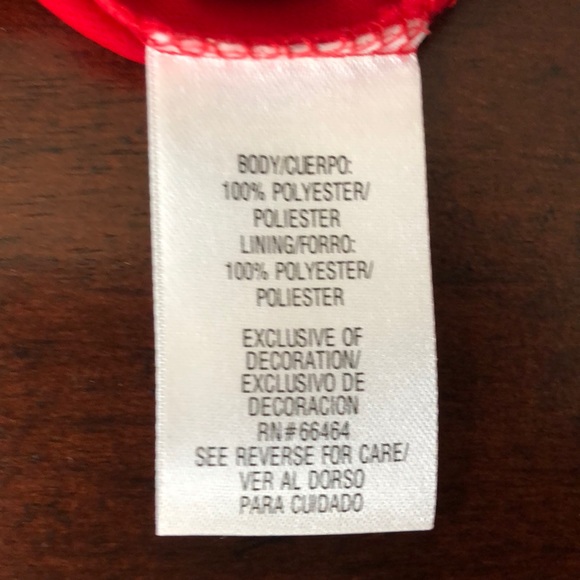 BODY/CUERPO:
100% POLYESTER/
POLIESTER
LINING/FORRO:
100% POLYESTER/
POLIESTER
EXCLUSIVE OF
DECORATION/
EXCLUSIVO DE
DECORACION
RN#66464
SEE REVERSE FOR CARE/
VER AL DORSO
PARA CUIDADO